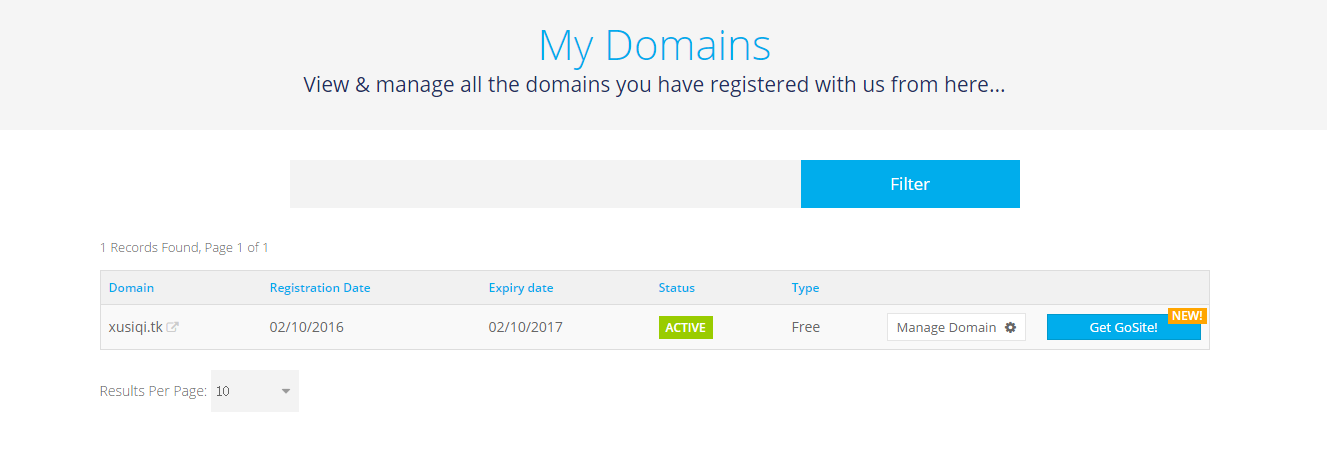 My Domains
View & manage all the domains you have registered with us from here...
Filter
1 Records Found, Page 1 of 1
Domain Registration Date Expiry date Status Type
NEW!
xusiqi.tk 02/10/2016 02/10/2017 ACTIVE Free Manage Domain Get GoSite!
Results Per Page: 10